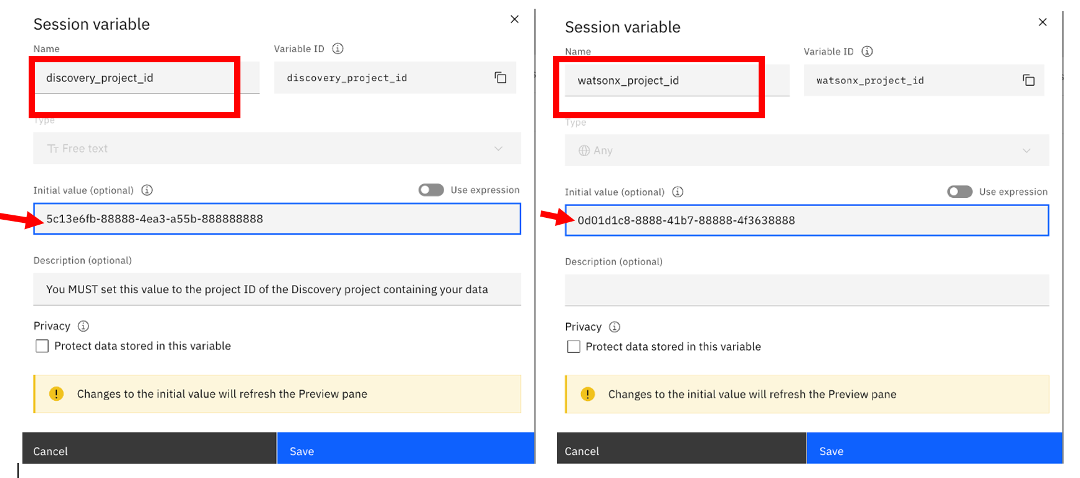 Session variable
Name
Variable ID
discovery_project_id
discovery_project_id
Type
Free text
Initial value (optional)
Use expression
5c13e6fb-88888-4ea3-a55b-888888888
Description (optional)
You MUST set this value to the project ID of the Discovery project containing your data
Privacy
Protect data stored in this variable
Changes to the initial value will refresh the Preview pane
Cancel
Save
Session variable
Name
Variable ID
watsonx_project_id
watsonx_project_id
Type
Any
Initial value (optional)
Use expression
0d01d1c8-8888-41b7-88888-4f3638888
Description (optional)
Privacy
Protect data stored in this variable
Changes to the initial value will refresh the Preview pane
Cancel
Save